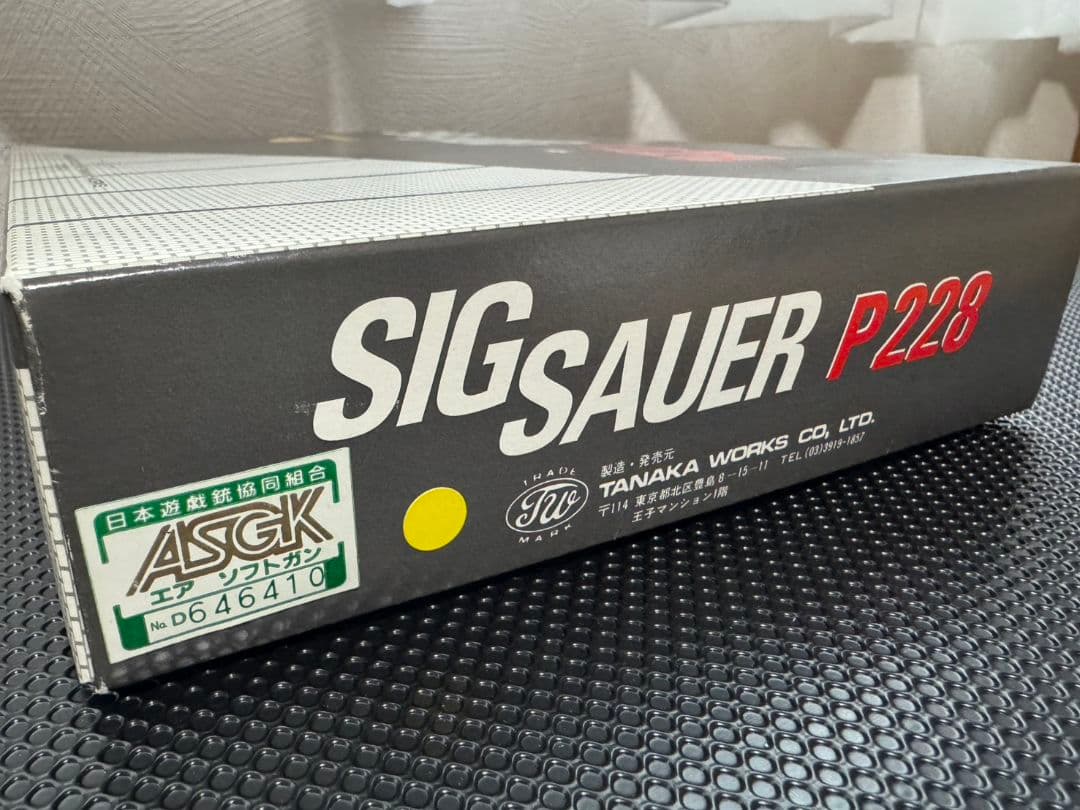 SIGSAUER P228
製造・発売元
TANAKA WORKS CO, LTD.
〒114 東京都北区豊島8-15-11 TEL (03)3919-1857
王子マンション1階
TRADE
TW
MARK
日本遊戯銃協同組合
ASGK
エアソフトガン
No. D646410